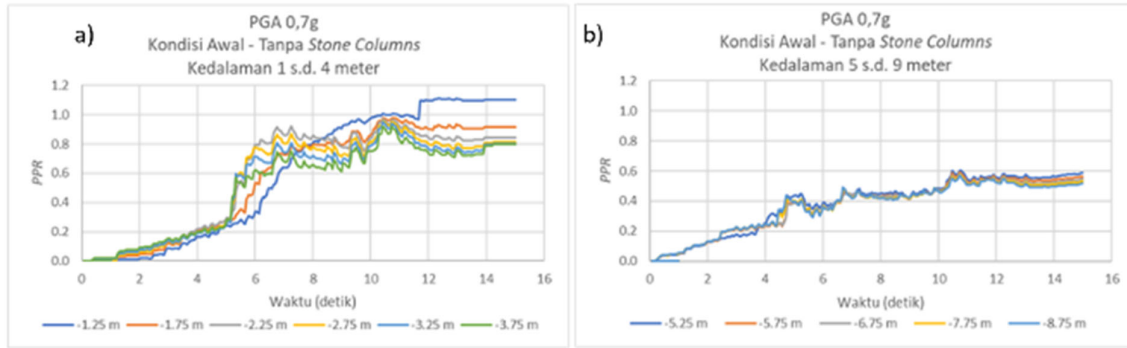 a)
PGA 0,7g
Kondisi Awal - Tanpa Stone Columns
Kedalaman 1 s.d. 4 meter
1.2
1.0
0.8
0.6
0.4
0.2
0.0
PPR
0 2 4 6 8 10 12 14 16
Waktu (detik)
-1.25 m -1.75 m -2.25 m -2.75 m -3.25 m -3.75 m
b)
PGA 0,7g
Kondisi Awal - Tanpa Stone Columns
Kedalaman 5 s.d. 9 meter
1.2
1.0
0.8
0.6
0.4
0.2
0.0
PPR
0 2 4 6 8 10 12 14 16
Waktu (detik)
-5.25 m -5.75 m -6.75 m -7.75 m -8.75 m